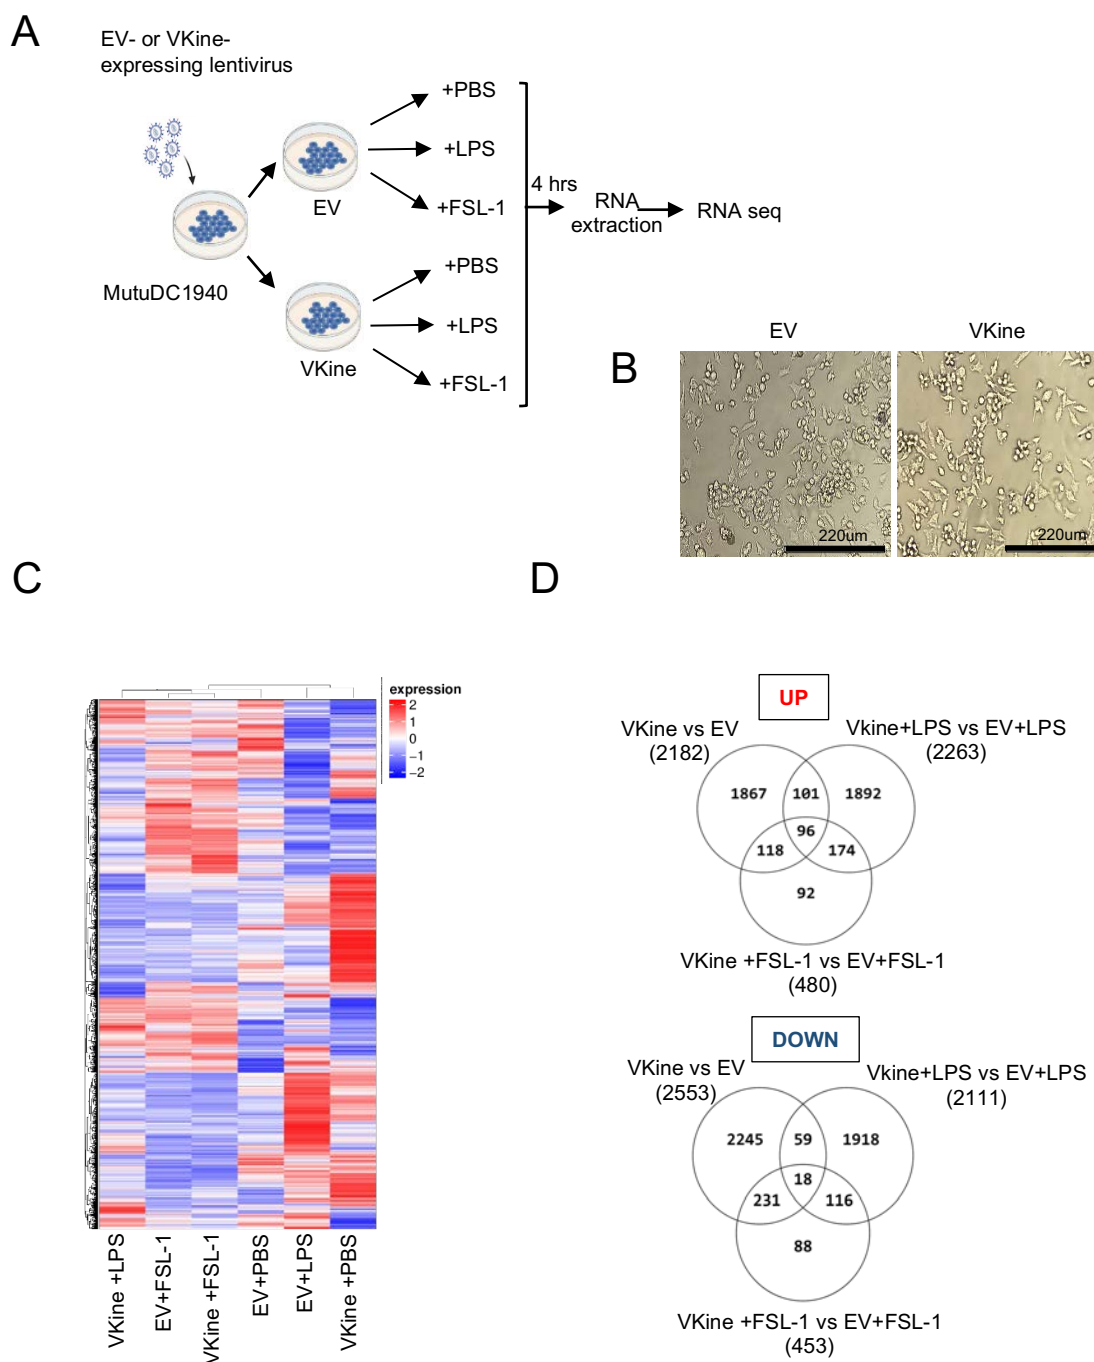 A
EV- or VKine-
expressing lentivirus
+PBS
+LPS
+FSL-1
EV
MutuDC1940
+PBS
+LPS
+FSL-1
VKine
4 hrs
RNA
extraction
RNA seq
B
EV
VKine
220um
220um
C
expression
2
1
0
−1
−2
VKine +LPS
EV+FSL-1
VKine +FSL-1
EV+PBS
EV+LPS
VKine +PBS
D
UP
VKine vs EV
(2182)
Vkine+LPS vs EV+LPS
(2263)
1867
101
1892
96
118
174
92
VKine +FSL-1 vs EV+FSL-1
(480)
DOWN
VKine vs EV
(2553)
Vkine+LPS vs EV+LPS
(2111)
2245
59
1918
18
231
116
88
VKine +FSL-1 vs EV+FSL-1
(453)